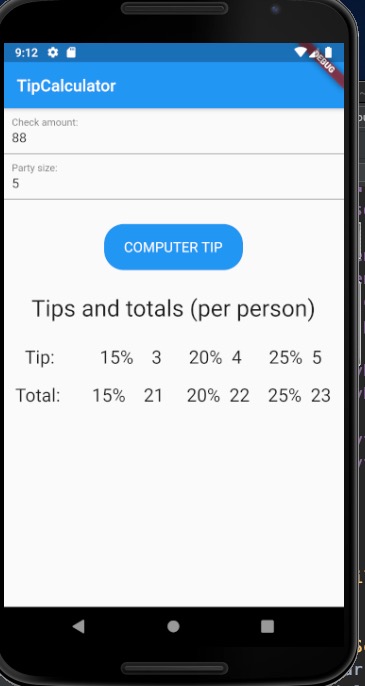 9:12
DEBUG
TipCalculator
Check amount:
88
Party size:
5
COMPUTER TIP
Tips and totals (per person)
Tip: 15% 3 20% 4 25% 5
Total: 15% 21 20% 22 25% 23